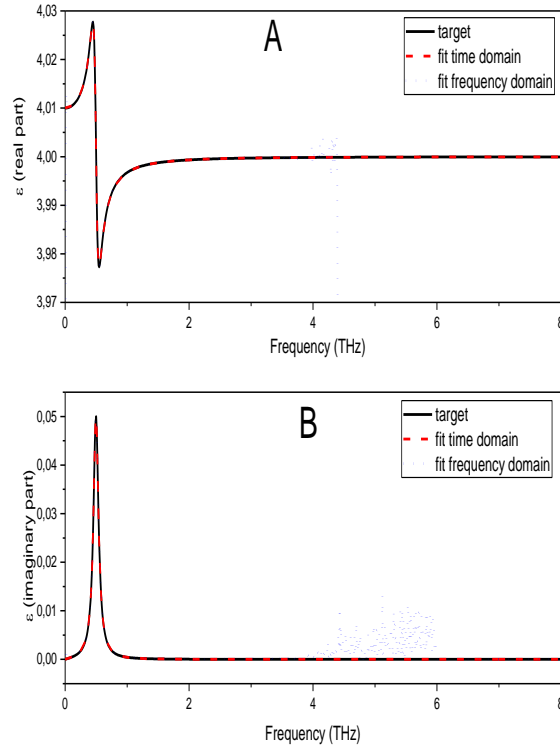 A
target
fit time domain
fit frequency domain
4,03
4,02
4,01
4,00
3,99
3,98
3,97
ε (real part)
0
2
4
6
8
Frequency (THz)
B
target
fit time domain
fit frequency domain
0,05
0,04
0,03
0,02
0,01
0,00
ε (imaginary part)
0
2
4
6
8
Frequency (THz)